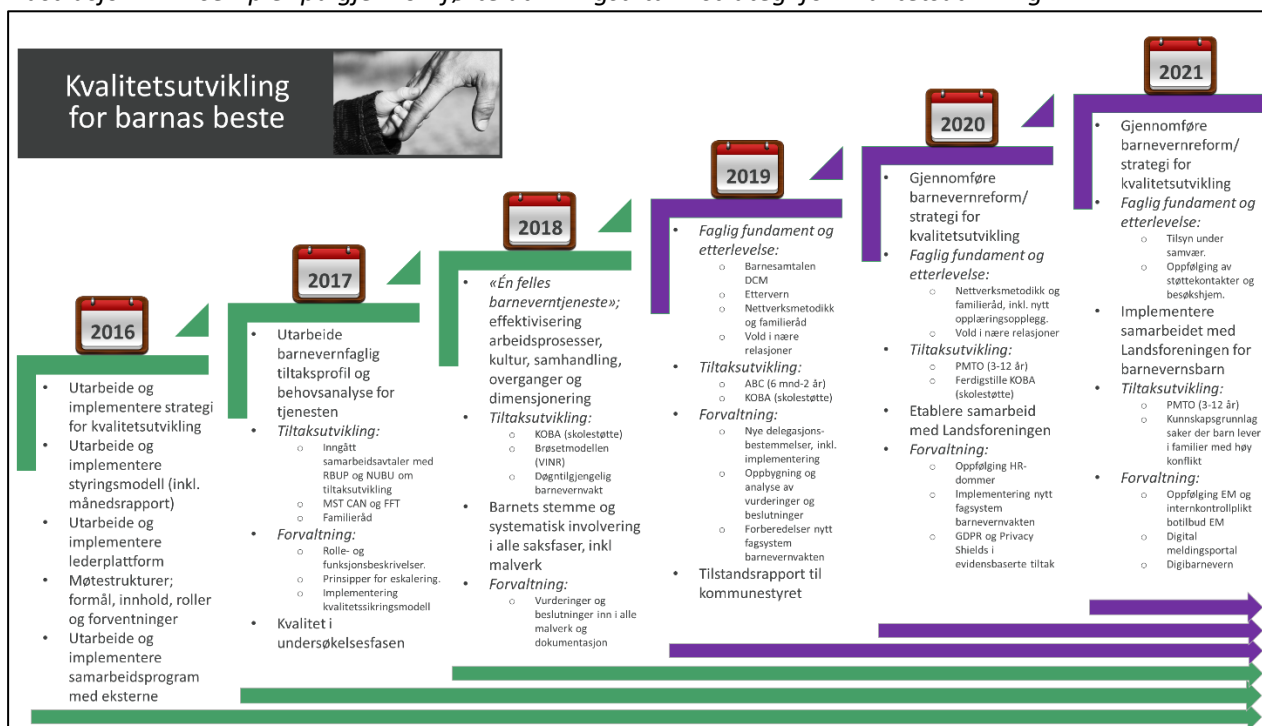 Kvalitetsutvikling
for barnas beste
2016
• Utarbeide og
implementere strategi
for kvalitetsutvikling
• Utarbeide og
implementere
styringsmodell (inkl.
månedsrapport)
• Utarbeide og
implementere
lederplattform
• Møtestrukturer;
formål, innhold, roller
og forventninger
• Utarbeide og
implementere
samarbeidsprogram
med eksterne
2017
• Utarbeide
barnevernfaglig
tiltaksprofil og
behovsanalyse for
tjenesten
• Tiltaksutvikling:
o Inngått
samarbeidsavtaler med
RBUP og NUBU om
tiltaksutvikling
o MST CAN og FFT
o Familieråd
• Forvaltning:
o Rolle- og
funksjonsbeskrivelser.
o Prinsipper for eskalering.
o Implementering
kvalitetssikringsmodell
• Kvalitet i
undersøkelsesfasen
2018
• «Én felles
barneverntjeneste»;
effektivisering
arbeidsprosesser,
kultur, samhandling,
overganger og
dimensjonering
• Tiltaksutvikling:
o KOBA (skolestøtte)
o Brøsetmodellen
(VINR)
o Døgntilgjengelig
barnevernvakt
• Barnets stemme og
systematisk involvering
i alle saksfaser, inkl
malverk
• Forvaltning:
o Vurderinger og
beslutninger inn i alle
malverk og
dokumentasjon
2019
• Faglig fundament og
etterlevelse:
o Barnesamtalen
DCM
o Ettervern
o Nettverksmetodikk
og familieråd
o Vold i nære
relasjoner
• Tiltaksutvikling:
o ABC (6 mnd-2 år)
o KOBA (skolestøtte)
• Forvaltning:
o Nye delegasjons-
bestemmelser, inkl.
implementering
o Oppbygning og
analyse av
vurderinger og
beslutninger
o Forberedelser nytt
fagsystem
barnevernvakten
• Tilstandsrapport til
kommunestyret
2020
• Gjennomføre
barnevernreform/
strategi for
kvalitetsutvikling
• Faglig fundament og
etterlevelse:
o Nettverksmetodikk og
familieråd, inkl. nytt
opplæringsopplegg.
o Vold i nære relasjoner
• Tiltaksutvikling:
o PMTO (3-12 år)
o Ferdigstille KOBA
(skolestøtte)
• Etablere samarbeid
med Landsforeningen
• Forvaltning:
o Oppfølging HR-
dommer
o Implementering nytt
fagsystem
barnevernvakten
o GDPR og Privacy
Shields i
evidensbaserte tiltak
2021
• Gjennomføre
barnevernreform/
strategi for
kvalitetsutvikling
• Faglig fundament og
etterlevelse:
o Tilsyn under
samvær.
o Oppfølging av
støttekontakter og
besøkshjem.
• Implementere
samarbeidet med
Landsforeningen for
barnevernsbarn
• Tiltaksutvikling:
o PMTO (3-12 år)
o Kunnskapsgrunnlag
saker der barn lever
i familier med høy
konflikt
• Forvaltning:
o Oppfølging EM og
internkontrollplikt
botilbud EM
o Digital
meldingsportal
o Digibarnevern